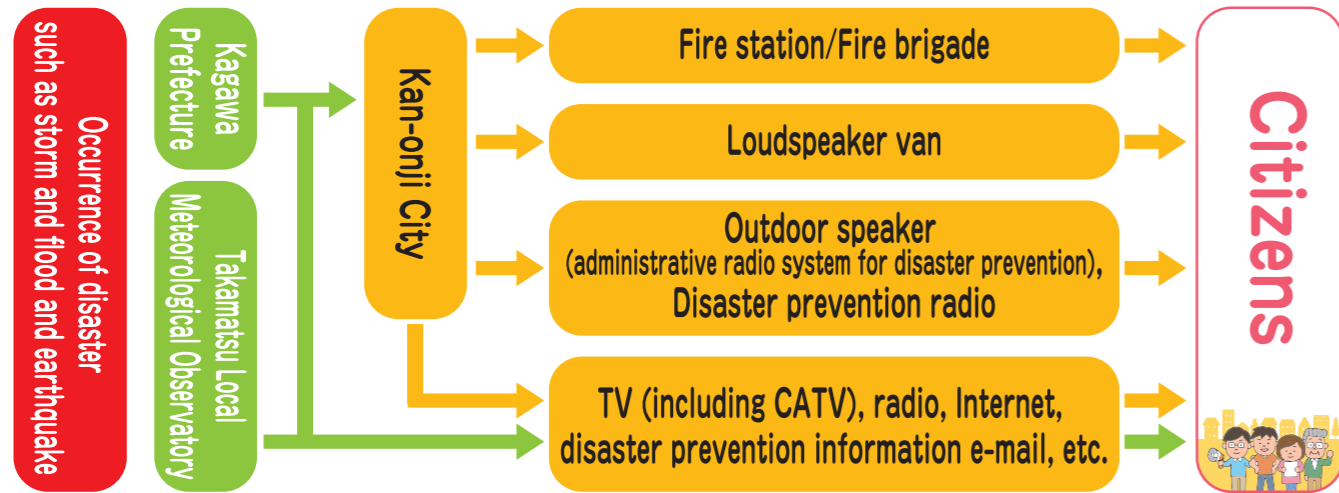 Occurrence of disaster
such as storm and flood and earthquake
Kagawa
Prefecture
Takamatsu Local
Meteorological Observatory
Kan-onji City
Fire station/Fire brigade
Loudspeaker van
Outdoor speaker
(administrative radio system for disaster prevention),
Disaster prevention radio
TV (including CATV), radio, Internet,
disaster prevention information e-mail, etc.
Citizens